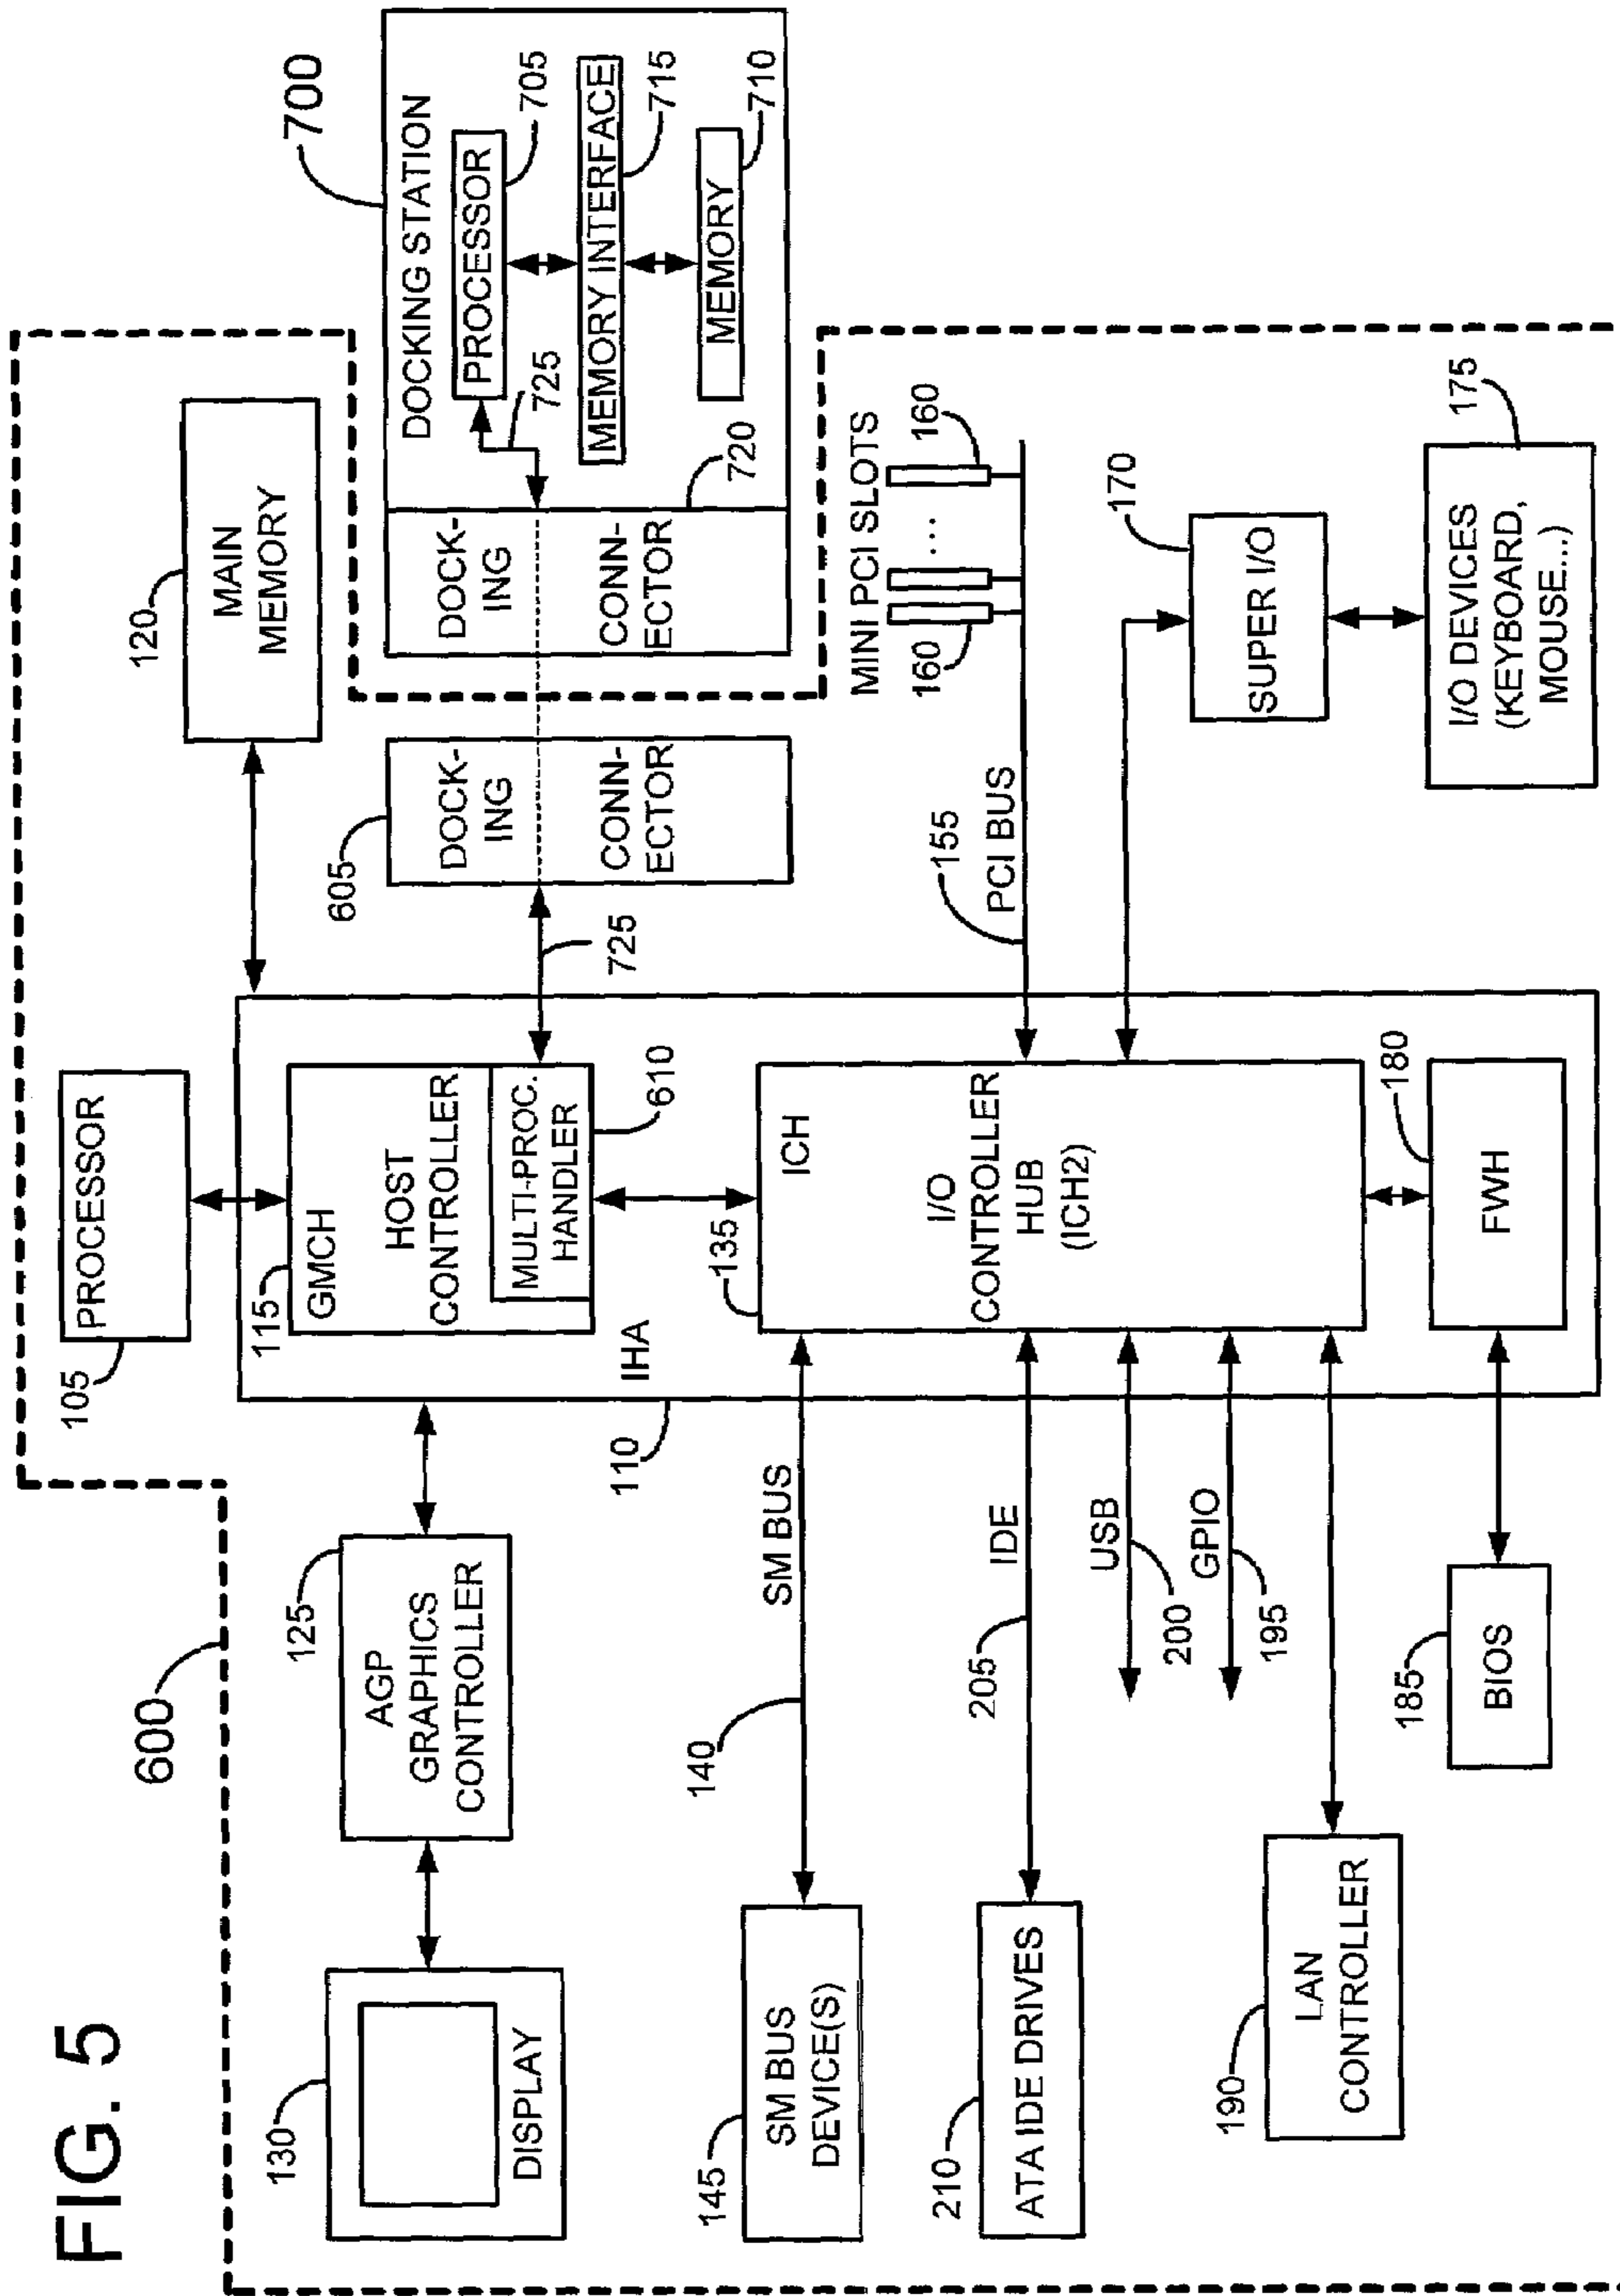 FIG. 5
600
105
PROCESSOR
120
MAIN
MEMORY
700
DOCKING STATION
PROCESSOR
705
725
MEMORY INTERFACE
715
MEMORY
710
DOCK-
ING
CONN-
ECTOR
720
605
DOCK-
ING
CONN-
ECTOR
725
130
DISPLAY
125
AGP
GRAPHICS
CONTROLLER
115
GMCH
HOST
CONTROLLER
MULTI-PROC.
HANDLER
610
IHA
110
135
ICH
I/O
CONTROLLER
HUB
(ICH2)
MINI PCI SLOTS
160
...
160
155
PCI BUS
145
SM BUS
DEVICE(S)
140
SM BUS
210
ATA IDE DRIVES
205
IDE
USB
200
GPIO
195
170
SUPER I/O
175
I/O DEVICES
(KEYBOARD,
MOUSE...)
190
LAN
CONTROLLER
185
BIOS
180
FWH